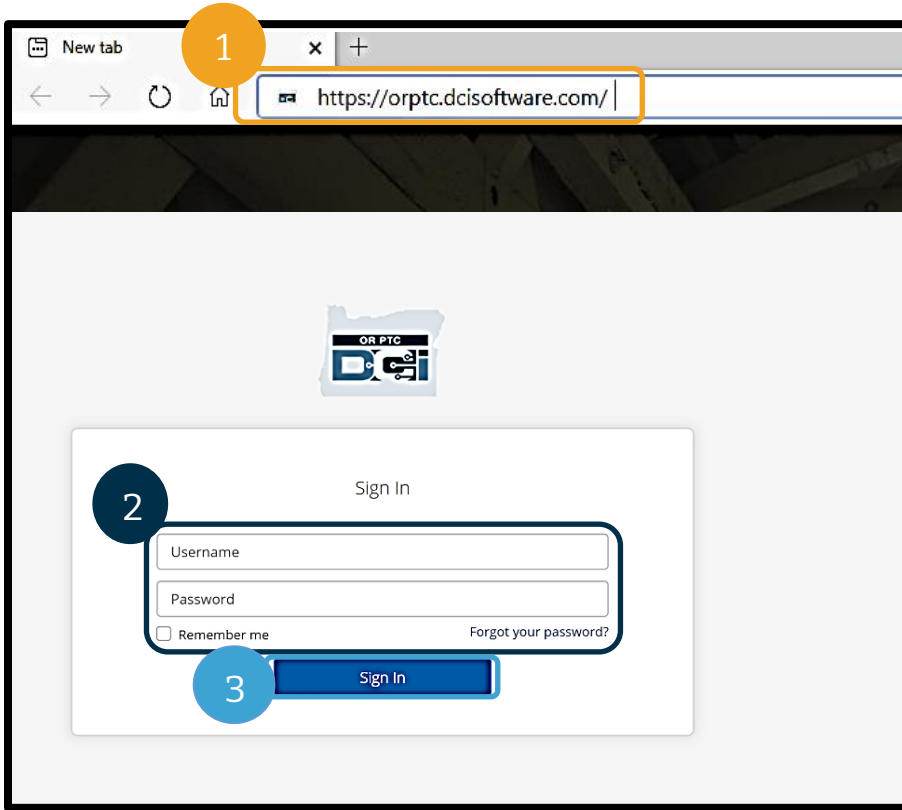 New tab
1
https://orptc.dcisoftware.com/
OR PTC
DCi
Sign In
2
Username
Password
Remember me Forgot your password?
3
Sign In